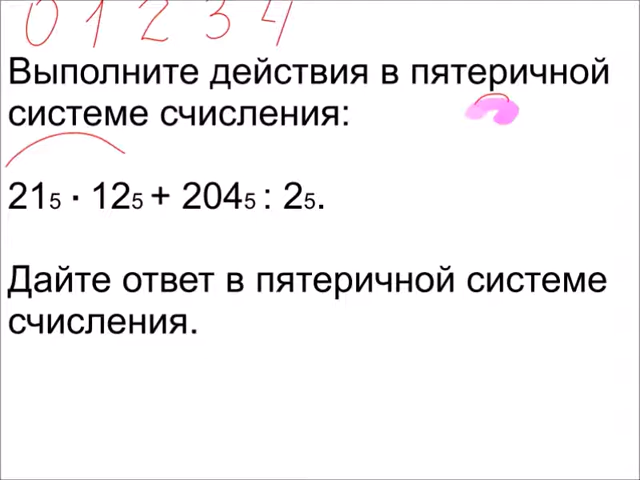 0 1 2 3 4
Выполните действия в пятеричной
системе счисления:
21₅ · 12₅ + 204₅ : 2₅.
Дайте ответ в пятеричной системе
счисления.